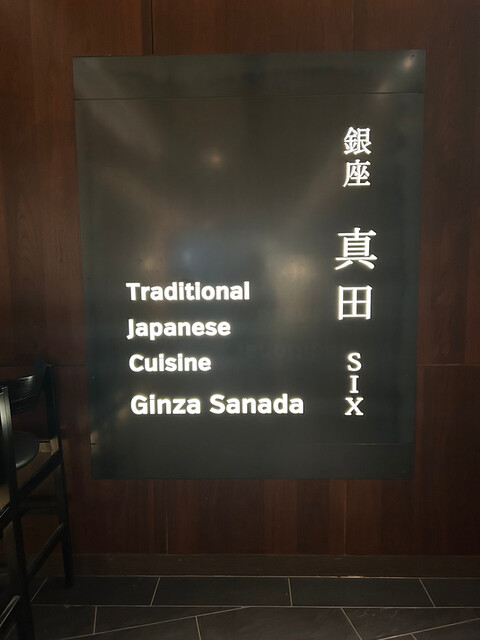 銀座 真田 SIX
Traditional
Japanese
Cuisine
Ginza Sanada